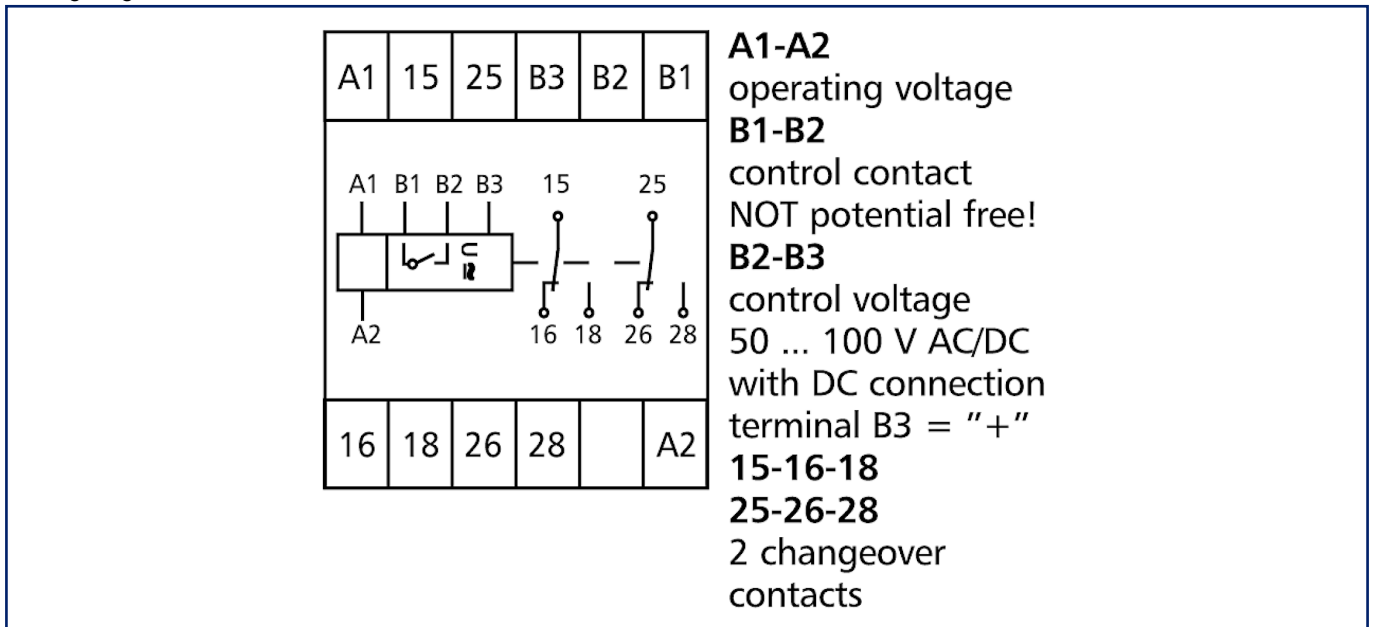 A1 15 25 B3 B2 B1
A1 B1 B2 B3 15 25
U
A2 16 18 26 28
16 18 26 28 A2
A1-A2
operating voltage
B1-B2
control contact
NOT potential free!
B2-B3
control voltage
50 ... 100 V AC/DC
with DC connection
terminal B3 = "+"
15-16-18
25-26-28
2 changeover
contacts